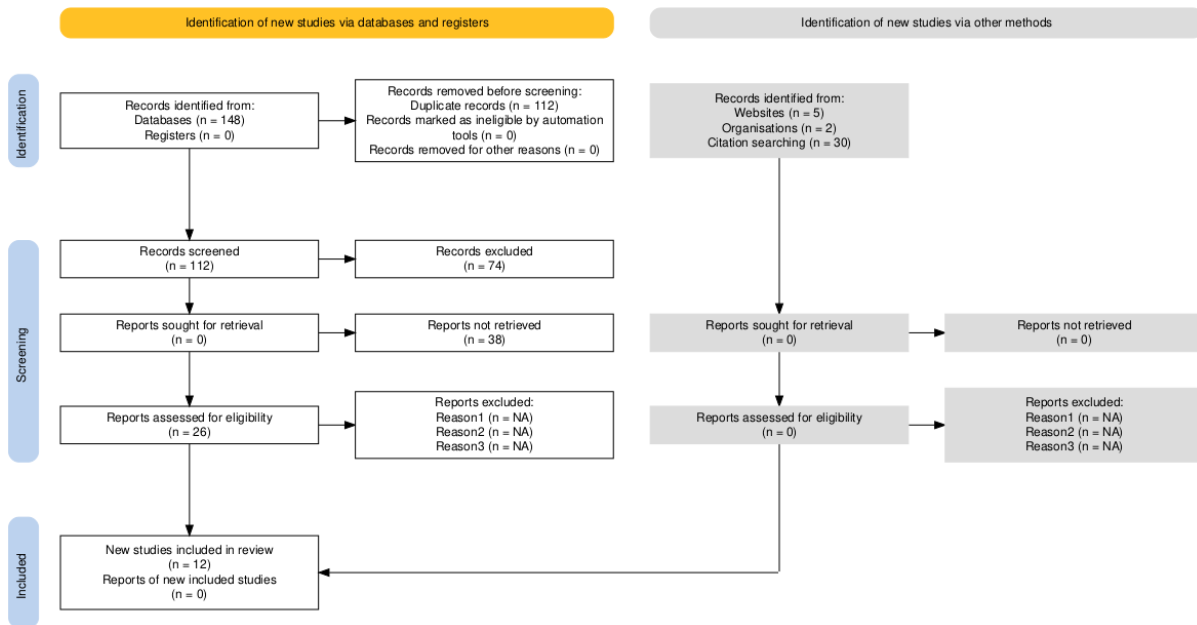 Identification of new studies via databases and registers
Identification of new studies via other methods
Identification
Records identified from:
Databases (n = 148)
Registers (n = 0)
Records removed before screening:
Duplicate records (n = 112)
Records marked as ineligible by automation
tools (n = 0)
Records removed for other reasons (n = 0)
Records identified from:
Websites (n = 5)
Organisations (n = 2)
Citation searching (n = 30)
Screening
Records screened
(n = 112)
Records excluded
(n = 74)
Reports sought for retrieval
(n = 0)
Reports not retrieved
(n = 38)
Reports sought for retrieval
(n = 0)
Reports not retrieved
(n = 0)
Reports assessed for eligibility
(n = 26)
Reports excluded:
Reason1 (n = NA)
Reason2 (n = NA)
Reason3 (n = NA)
Reports assessed for eligibility
(n = 0)
Reports excluded:
Reason1 (n = NA)
Reason2 (n = NA)
Reason3 (n = NA)
Included
New studies included in review
(n = 12)
Reports of new included studies
(n = 0)